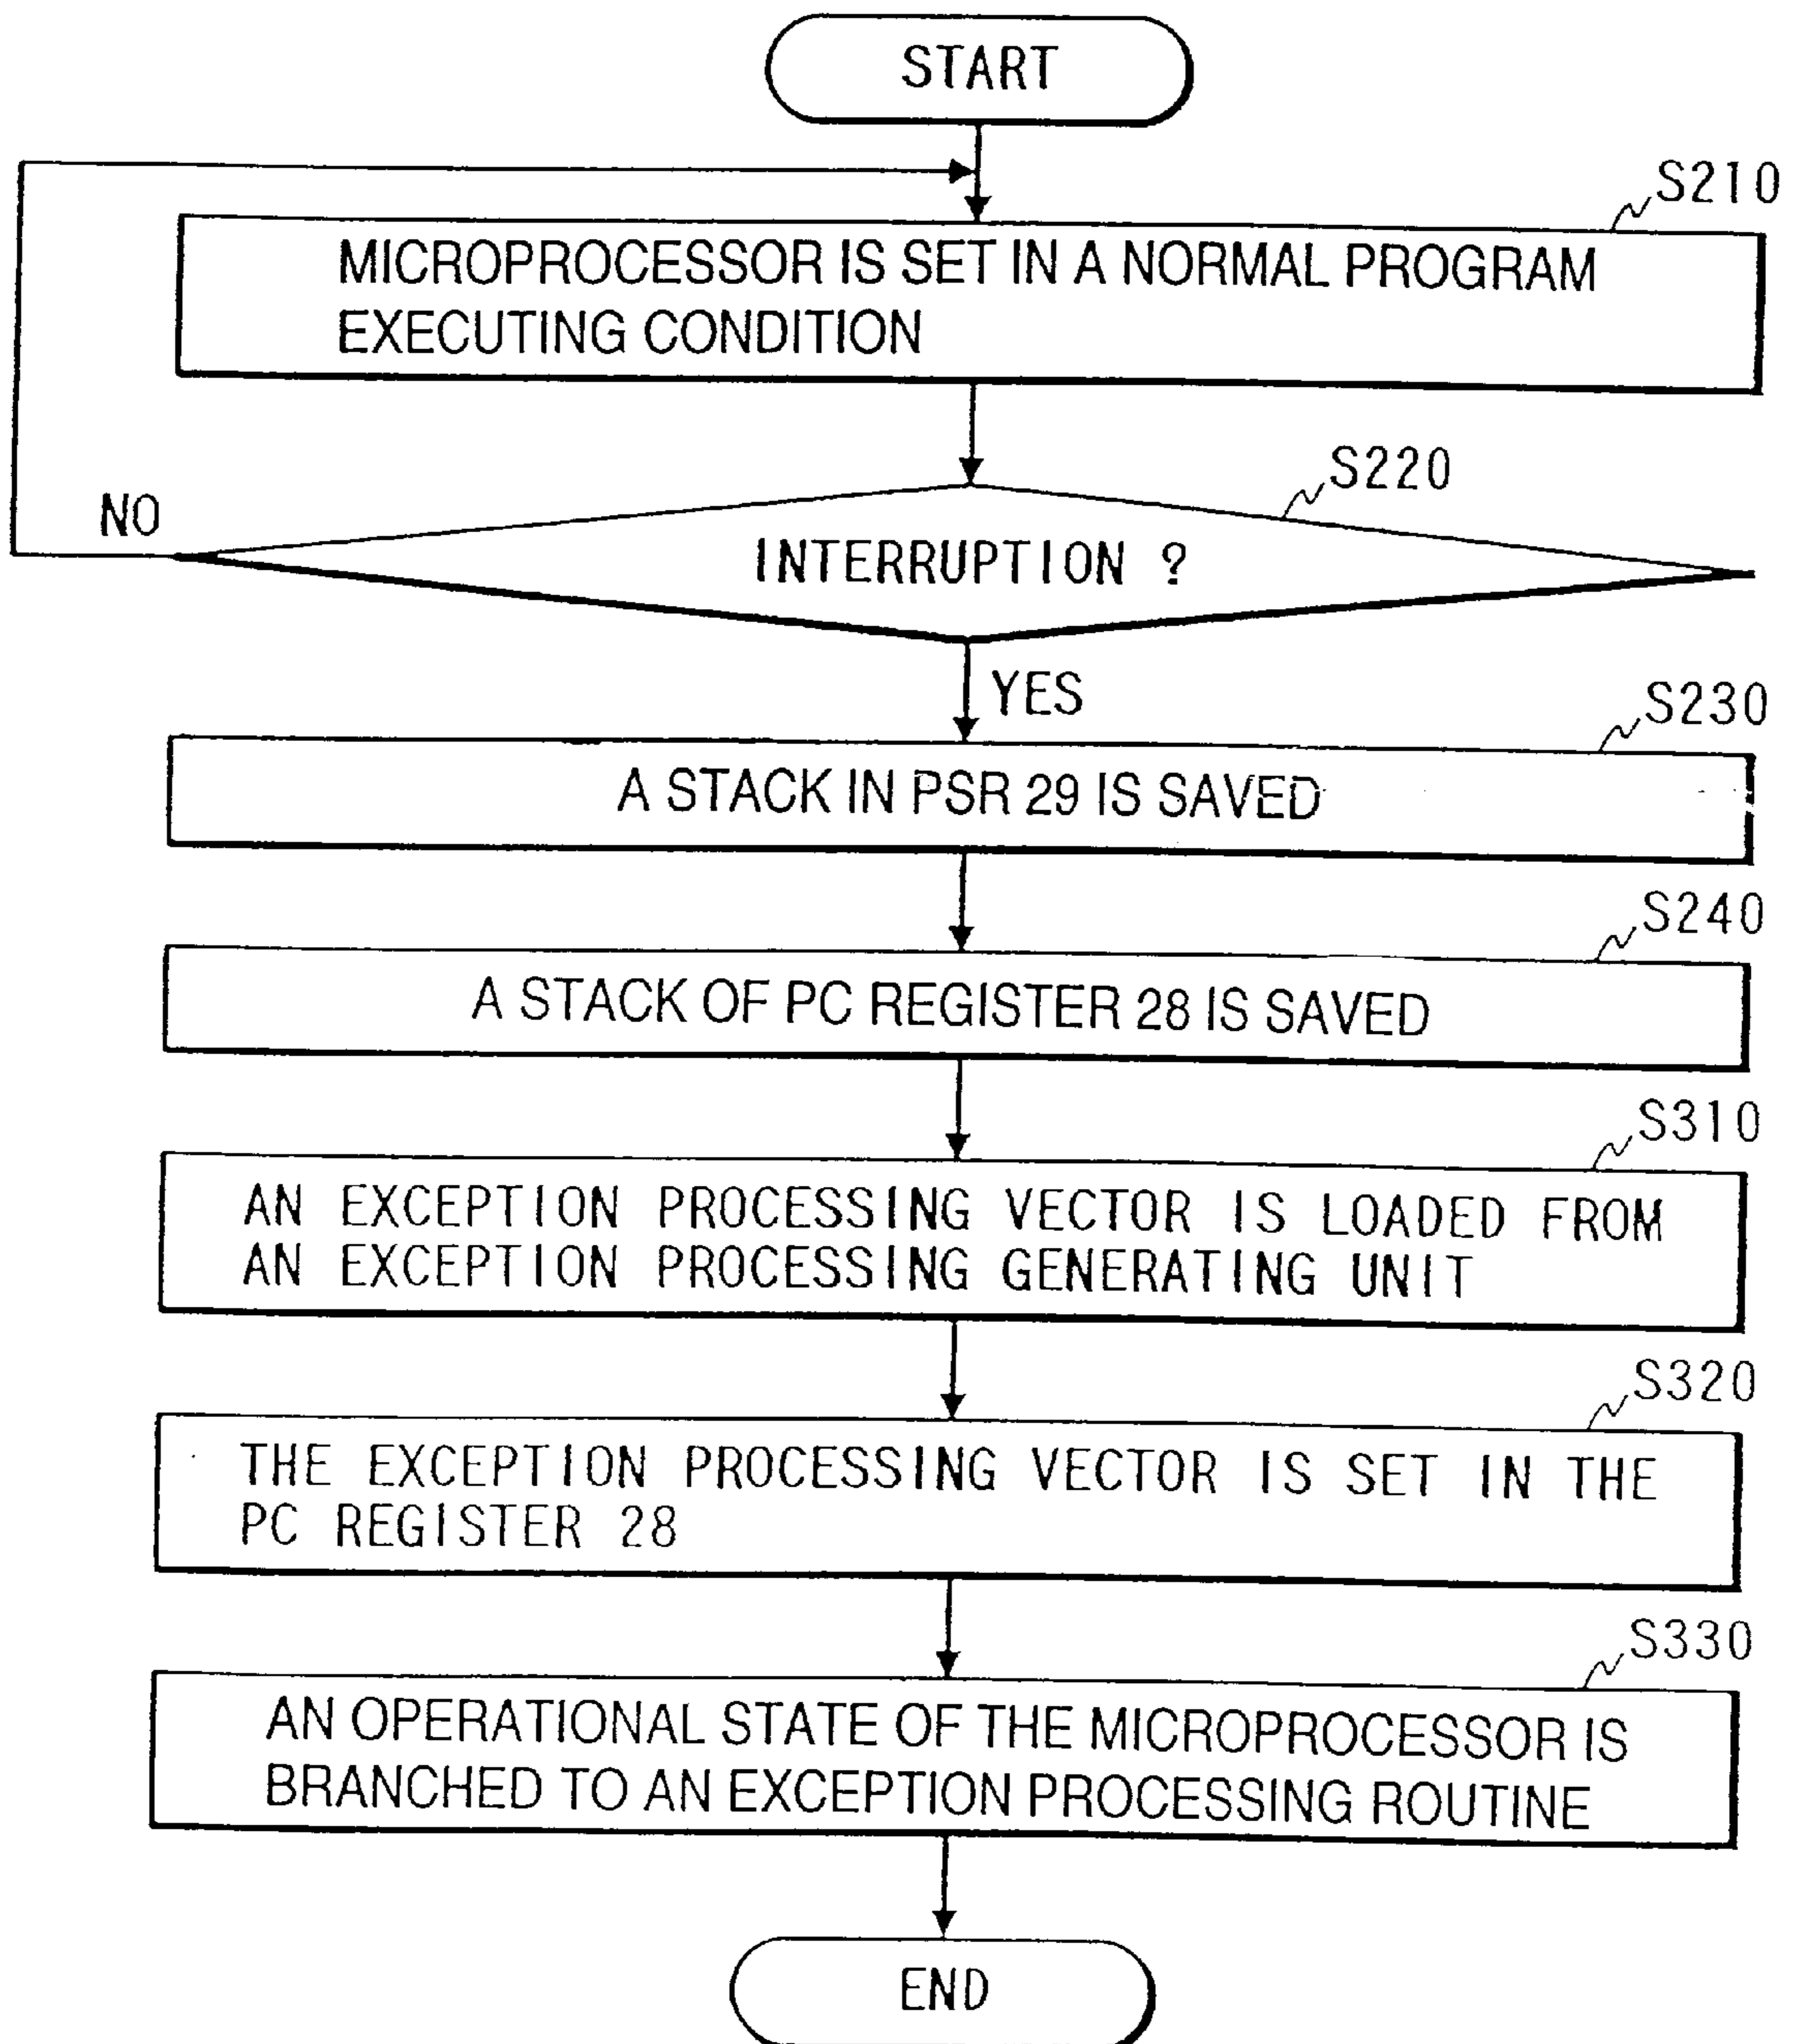 START
S210
MICROPROCESSOR IS SET IN A NORMAL PROGRAM
EXECUTING CONDITION
S220
NO
INTERRUPTION ?
YES
S230
A STACK IN PSR 29 IS SAVED
S240
A STACK OF PC REGISTER 28 IS SAVED
S310
AN EXCEPTION PROCESSING VECTOR IS LOADED FROM
AN EXCEPTION PROCESSING GENERATING UNIT
S320
THE EXCEPTION PROCESSING VECTOR IS SET IN THE
PC REGISTER 28
S330
AN OPERATIONAL STATE OF THE MICROPROCESSOR IS
BRANCHED TO AN EXCEPTION PROCESSING ROUTINE
END